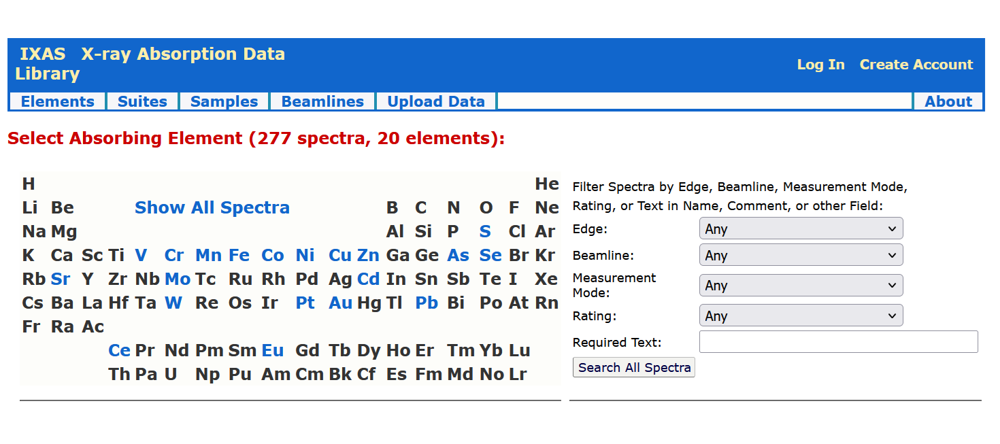 IXAS X-ray Absorption Data
Library
Log In Create Account
Elements Suites Samples Beamlines Upload Data About
Select Absorbing Element (277 spectra, 20 elements):
H He
Li Be Show All Spectra B C N O F Ne
Na Mg Al Si P S Cl Ar
K Ca Sc Ti V Cr Mn Fe Co Ni Cu Zn Ga Ge As Se Br Kr
Rb Sr Y Zr Nb Mo Tc Ru Rh Pd Ag Cd In Sn Sb Te I Xe
Cs Ba La Hf Ta W Re Os Ir Pt Au Hg Tl Pb Bi Po At Rn
Fr Ra Ac
Ce Pr Nd Pm Sm Eu Gd Tb Dy Ho Er Tm Yb Lu
Th Pa U Np Pu Am Cm Bk Cf Es Fm Md No Lr
Filter Spectra by Edge, Beamline, Measurement Mode,
Rating, or Text in Name, Comment, or other Field:
Edge: Any
Beamline: Any
Measurement
Mode: Any
Rating: Any
Required Text:
Search All Spectra